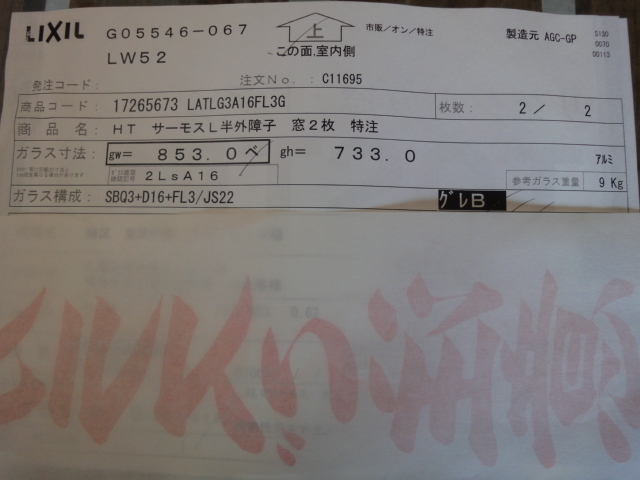 LIXIL G05546-067 上 市販/オン/特注 製造元 AGC-GP S130
0070
00113
LW52 この面,室内側
発注コード: 注文No.: C11695
商品コード: 17265673 LATLG3A16FL3G 枚数: 2 / 2
商品名: HT サーモスL半外障子 窓2枚 特注
ガラス寸法: gw= 853.0 gh= 733.0 アルミ
2LsA16 参考ガラス重量 9 Kg
ガラス構成: SBQ3+D16+FL3/JS22 グレB